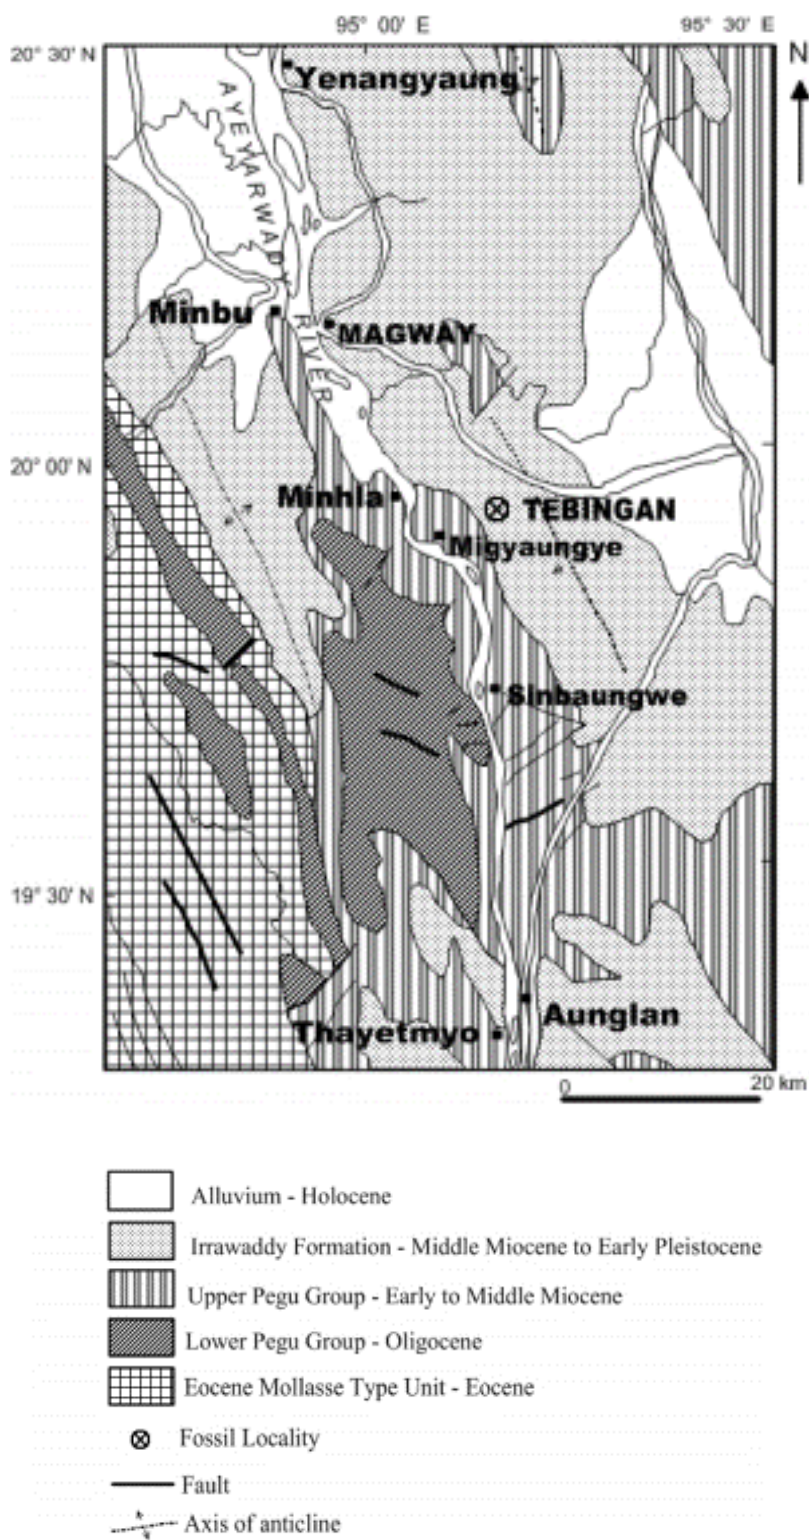 95° 00' E
95° 30' E
20° 30' N
N
Yenangyaung
AYEYARWADY RIVER
Minbu
MAGWAY
20° 00' N
Minhla
TEBINGAN
Migyaungye
Sinbaungwe
19° 30' N
Aunglan
Thayetmyo
0
20 km
Alluvium - Holocene
Irrawaddy Formation - Middle Miocene to Early Pleistocene
Upper Pegu Group - Early to Middle Miocene
Lower Pegu Group - Oligocene
Eocene Mollasse Type Unit - Eocene
Fossil Locality
Fault
Axis of anticline